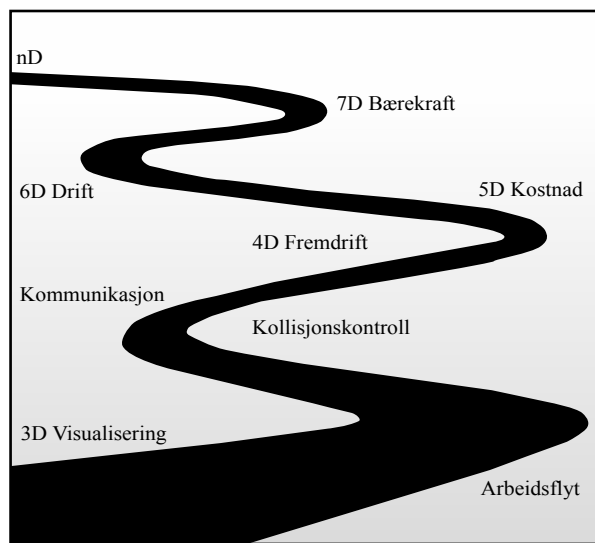 nD
7D Bærekraft
6D Drift
5D Kostnad
4D Fremdrift
Kommunikasjon
Kollisjonskontroll
3D Visualisering
Arbeidsflyt